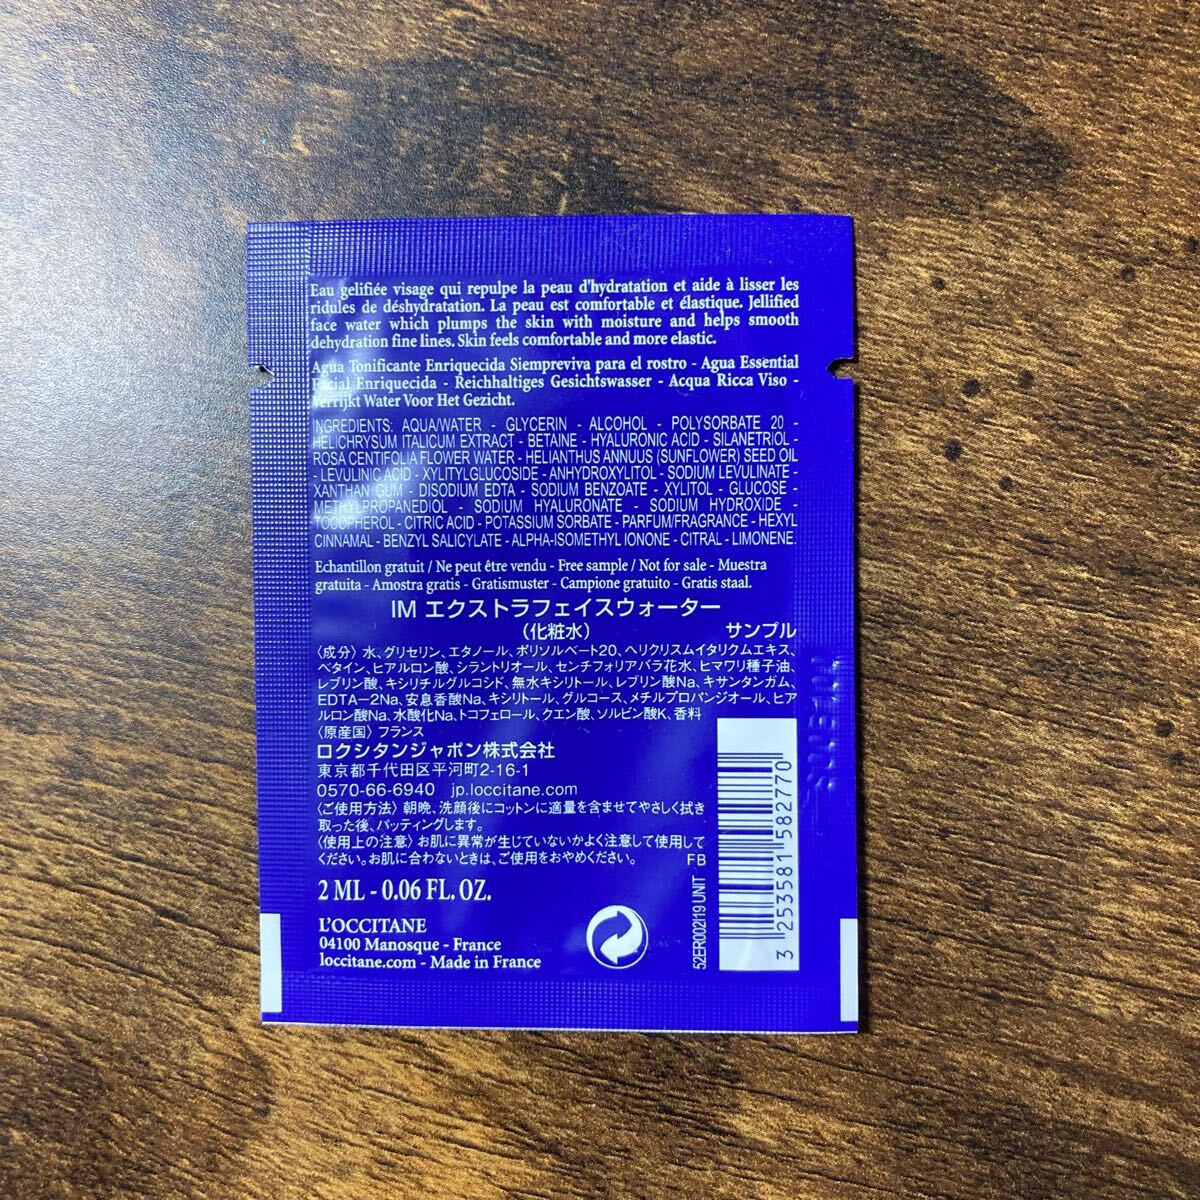 Eau gelifiée visage qui repulpe la peau d'hydratation et aide à lisser les
ridules de déshydratation. La peau est comfortable et élastique. Jellified
face water which plumps the skin with moisture and helps smooth
dehydration fine lines. Skin feels comfortable and more elastic.
Agua Tonificante Enriquecida Siempreviva para el rostro - Agua Essential
Facial Enriquecida - Reichhaltiges Gesichtswasser - Acqua Ricca Viso -
Verrijkt Water Voor Het Gezicht.
INGREDIENTS: AQUA/WATER - GLYCERIN - ALCOHOL - POLYSORBATE 20 -
HELICHRYSUM ITALICUM EXTRACT - BETAINE - HYALURONIC ACID - SILANETRIOL -
ROSA CENTIFOLIA FLOWER WATER - HELIANTHUS ANNUUS (SUNFLOWER) SEED OIL
- LEVULINIC ACID - XYLITYLGLUCOSIDE - ANHYDROXYLITOL - SODIUM LEVULINATE -
XANTHAN GUM - DISODIUM EDTA - SODIUM BENZOATE - XYLITOL - GLUCOSE -
METHYLPROPANEDIOL - SODIUM HYALURONATE - SODIUM HYDROXIDE -
TOCOPHEROL - CITRIC ACID - POTASSIUM SORBATE - PARFUM/FRAGRANCE - HEXYL
CINNAMAL - BENZYL SALICYLATE - ALPHA-ISOMETHYL IONONE - CITRAL - LIMONENE.
Echantillon gratuit / Ne peut être vendu - Free sample / Not for sale - Muestra
gratuita - Amostra gratis - Gratismuster - Campione gratuito - Gratis staal.
IM エクストラフェイスウォーター
(化粧水) サンプル
〈成分〉水、グリセリン、エタノール、ポリソルベート20、ヘリクリスムイタリクムエキス、
ベタイン、ヒアルロン酸、シラントリオール、センチフォリアバラ花水、ヒマワリ種子油、
レブリン酸、キシリチルグルコシド、無水キシリトール、レブリン酸Na、キサンタンガム、
EDTA－2Na、安息香酸Na、キシリトール、グルコース、メチルプロパンジオール、ヒア
ルロン酸Na、水酸化Na、トコフェロール、クエン酸、ソルビン酸K、香料
〈原産国〉フランス
ロクシタンジャポン株式会社
東京都千代田区平河町2-16-1
0570-66-6940 jp.loccitane.com
〈ご使用方法〉朝晩、洗顔後にコットンに適量を含ませてやさしく拭き
取った後、パッティングします。
〈使用上の注意〉お肌に異常が生じていないかよく注意して使用して
ください。お肌に合わないときは、ご使用をおやめください。 FB
2 ML - 0.06 FL. OZ.
L'OCCITANE
04100 Manosque - France
loccitane.com - Made in France
52ER002I19 UNIT
3 253581 582770